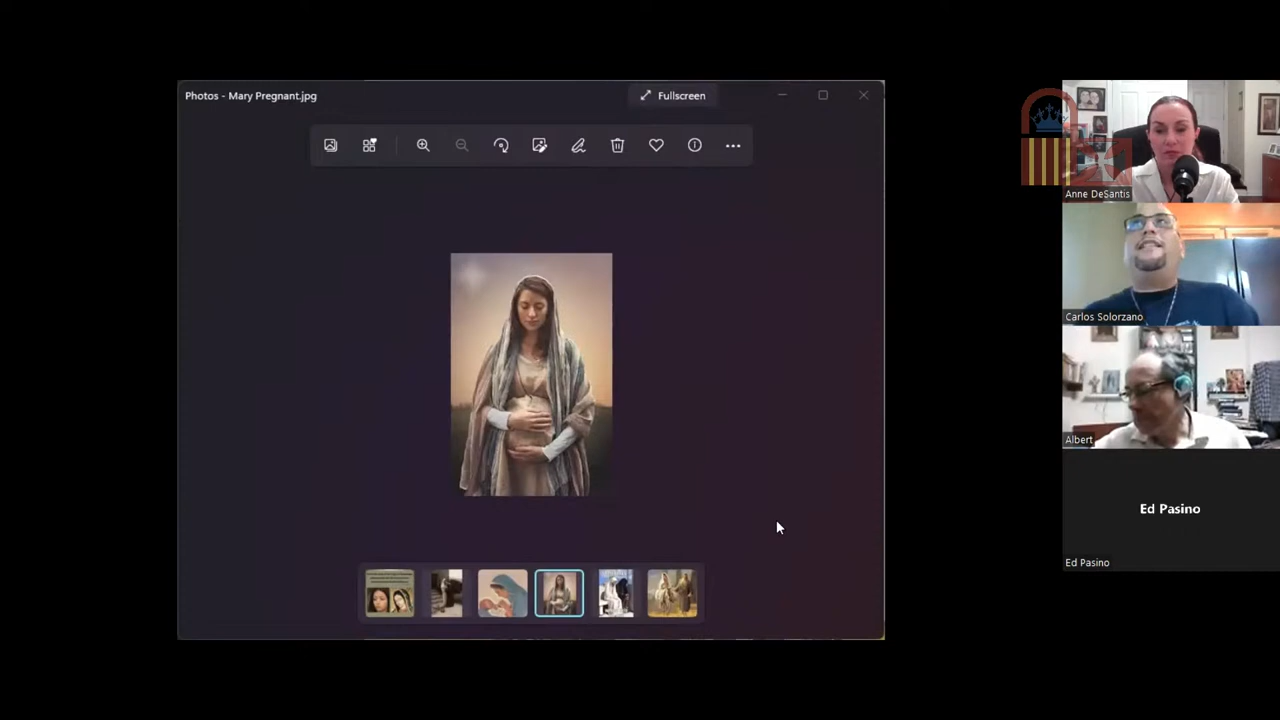 Photos - Mary Pregnant.jpg
Fullscreen
Anne DeSantis
Carlos Solorzano
Albert
Ed Pasino
Ed Pasino